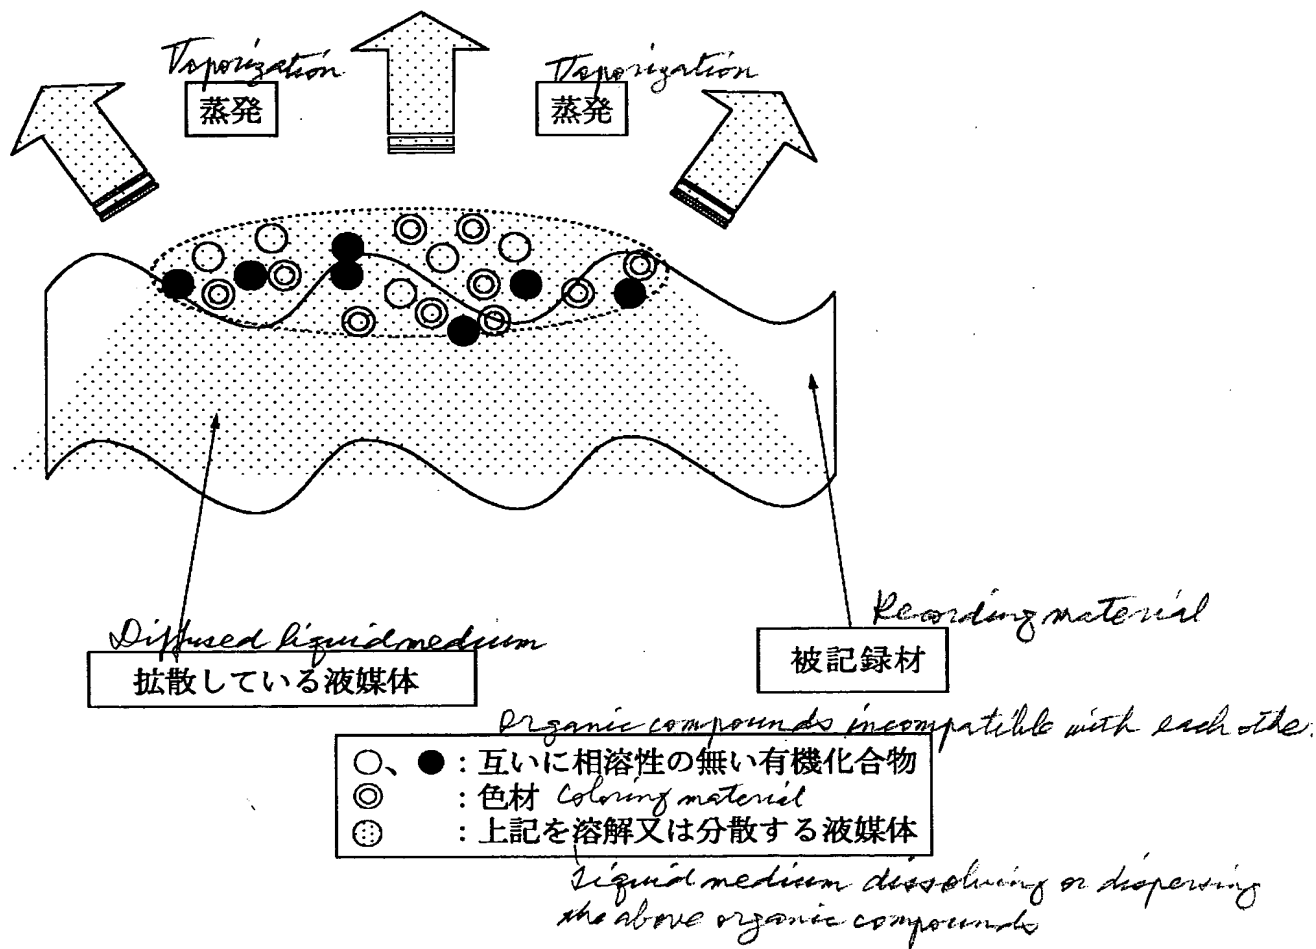 Vaporization
蒸発
Vaporization
蒸発
Diffused liquid medium
拡散している液媒体
Recording material
被記録材
Organic compounds incompatible with each other.
○、●：互いに相溶性の無い有機化合物
◎：色材 Coloring material
：上記を溶解又は分散する液媒体
Liquid medium dissolving or dispersing
the above organic compounds